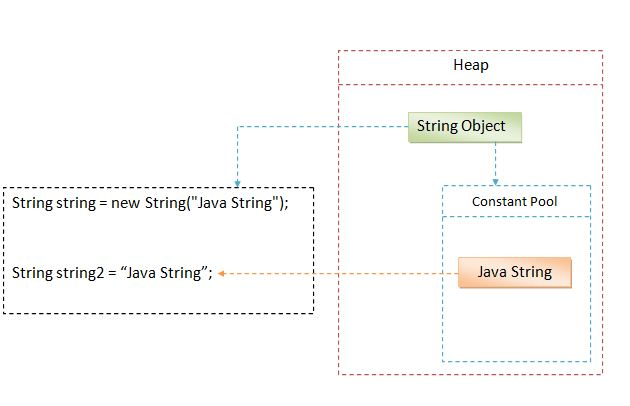 Heap
String Object
String string = new String("Java String");
Constant Pool
String string2 = “Java String”;
Java String